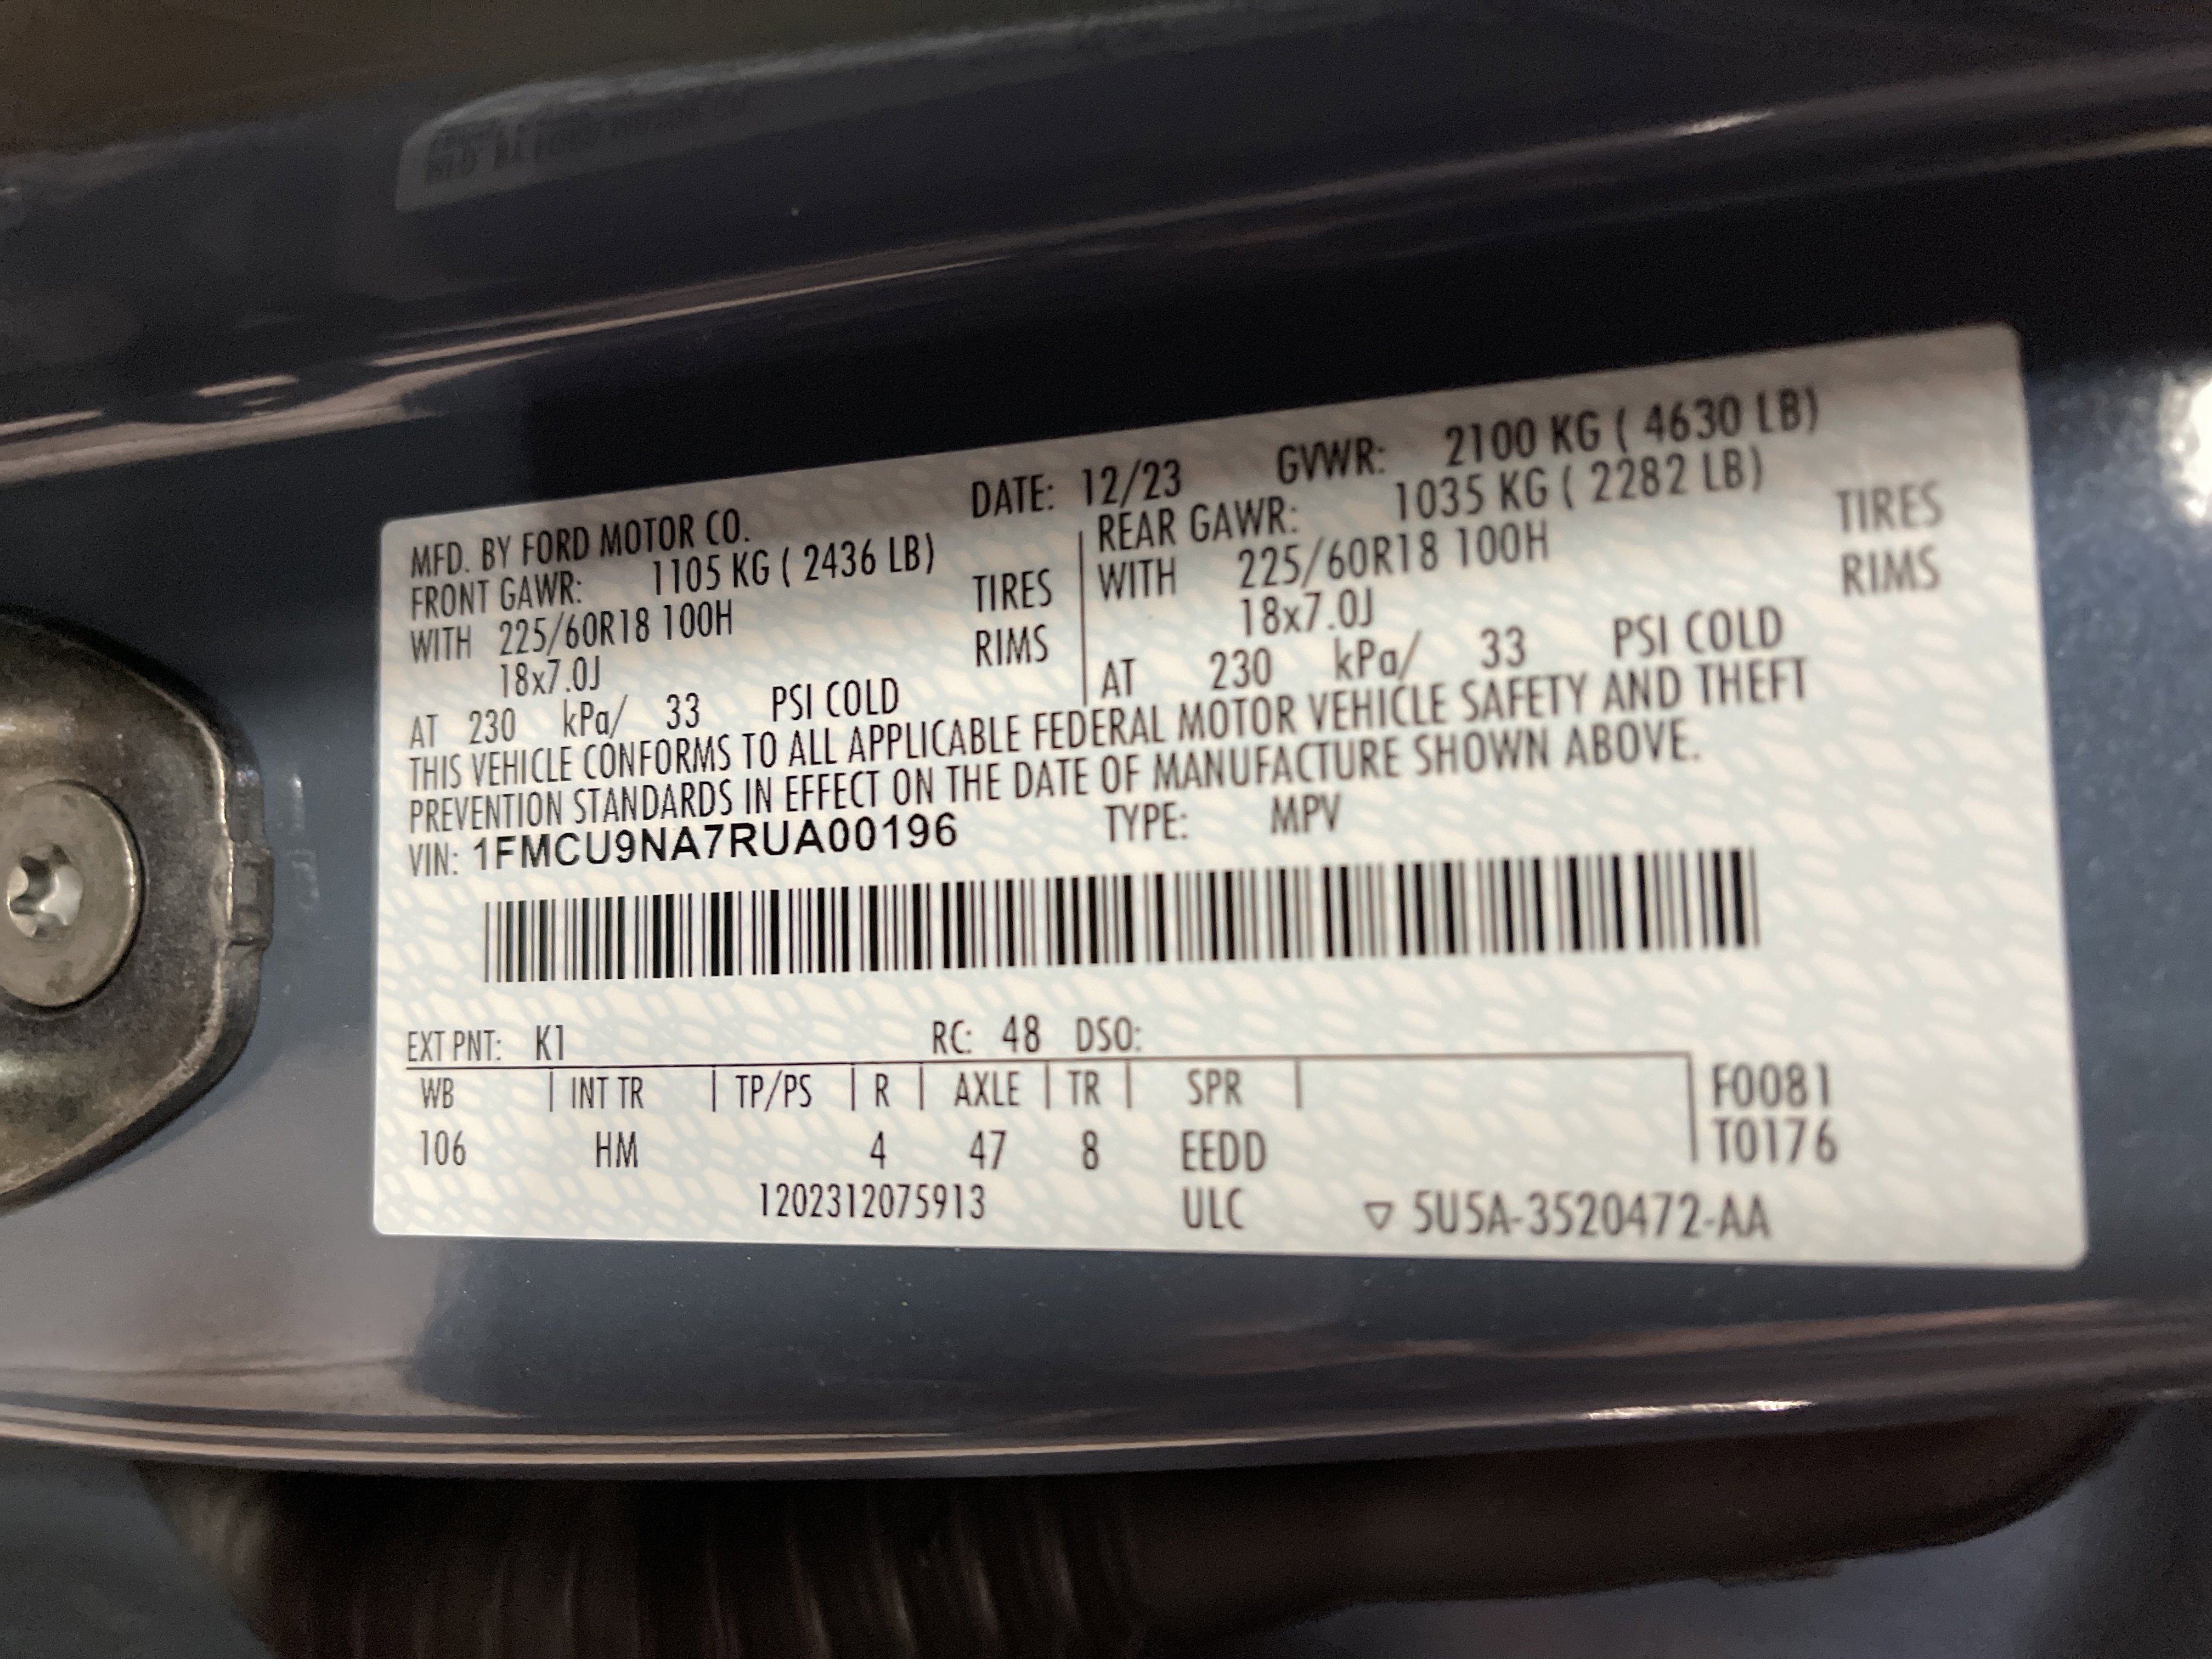 MFD. BY FORD MOTOR CO. DATE: 12/23 GVWR: 2100 KG ( 4630 LB)
FRONT GAWR: 1105 KG ( 2436 LB) REAR GAWR: 1035 KG ( 2282 LB)
WITH 225/60R18 100H TIRES WITH 225/60R18 100H TIRES
18x7.0J RIMS 18x7.0J RIMS
AT 230 kPa/ 33 PSI COLD AT 230 kPa/ 33 PSI COLD
THIS VEHICLE CONFORMS TO ALL APPLICABLE FEDERAL MOTOR VEHICLE SAFETY AND THEFT
PREVENTION STANDARDS IN EFFECT ON THE DATE OF MANUFACTURE SHOWN ABOVE.
VIN: 1FMCU9NA7RUA00196 TYPE: MPV
EXT PNT: K1 RC: 48 DSO:
WB INT TR TP/PS R AXLE TR SPR F0081
106 HM 4 47 8 EEDD T0176
1202312075913 ULC ▽ 5U5A-3520472-AA